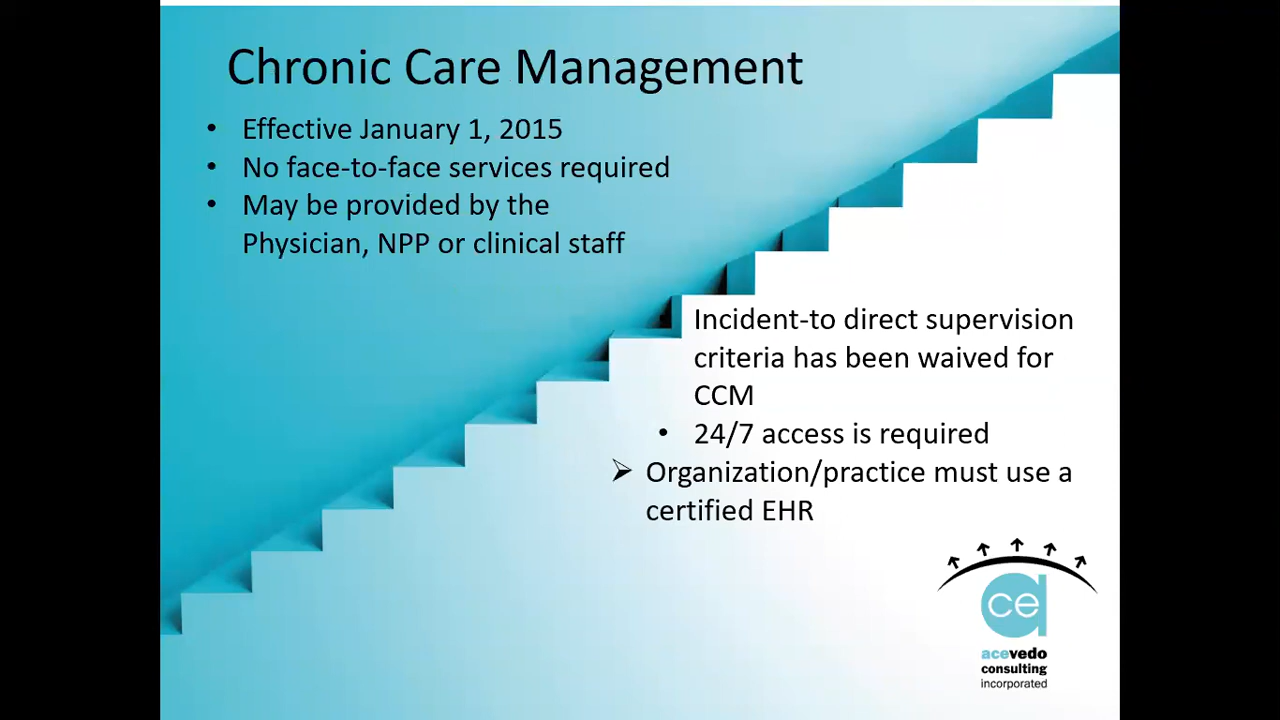 Chronic Care Management
• Effective January 1, 2015
• No face-to-face services required
• May be provided by the
Physician, NPP or clinical staff
Incident-to direct supervision
criteria has been waived for
CCM
• 24/7 access is required
➢ Organization/practice must use a
certified EHR
ace
acevedo
consulting
incorporated